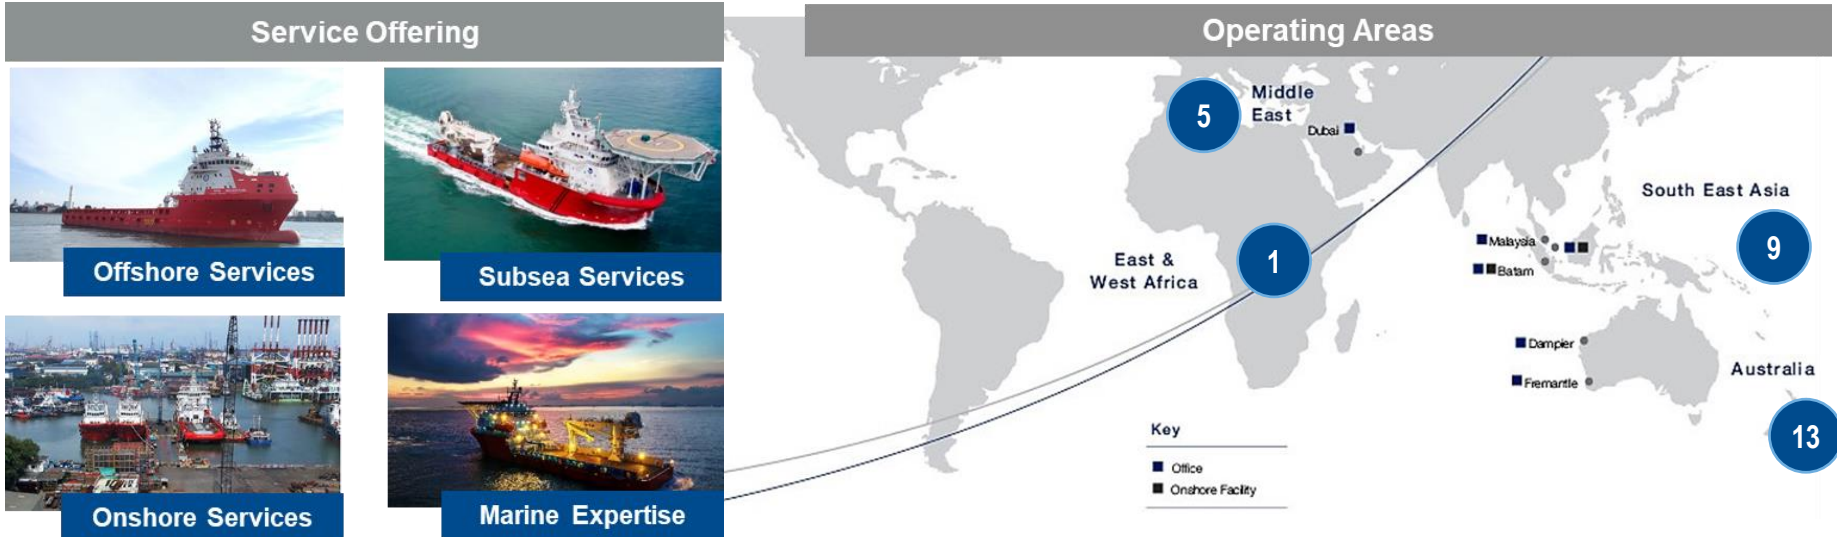 Service Offering
Offshore Services
Subsea Services
Onshore Services
Marine Expertise
Operating Areas
5
Middle
East
Dubai
South East Asia
Malaysia
9
East &
West Africa
1
Batam
Dampier
Australia
Fremantle
13
Key
Office
Onshore Facility